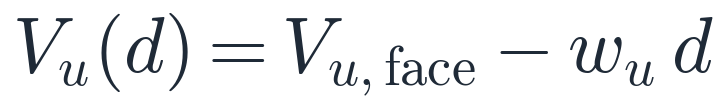 V_u(d) = V_{u, face} − w_u d